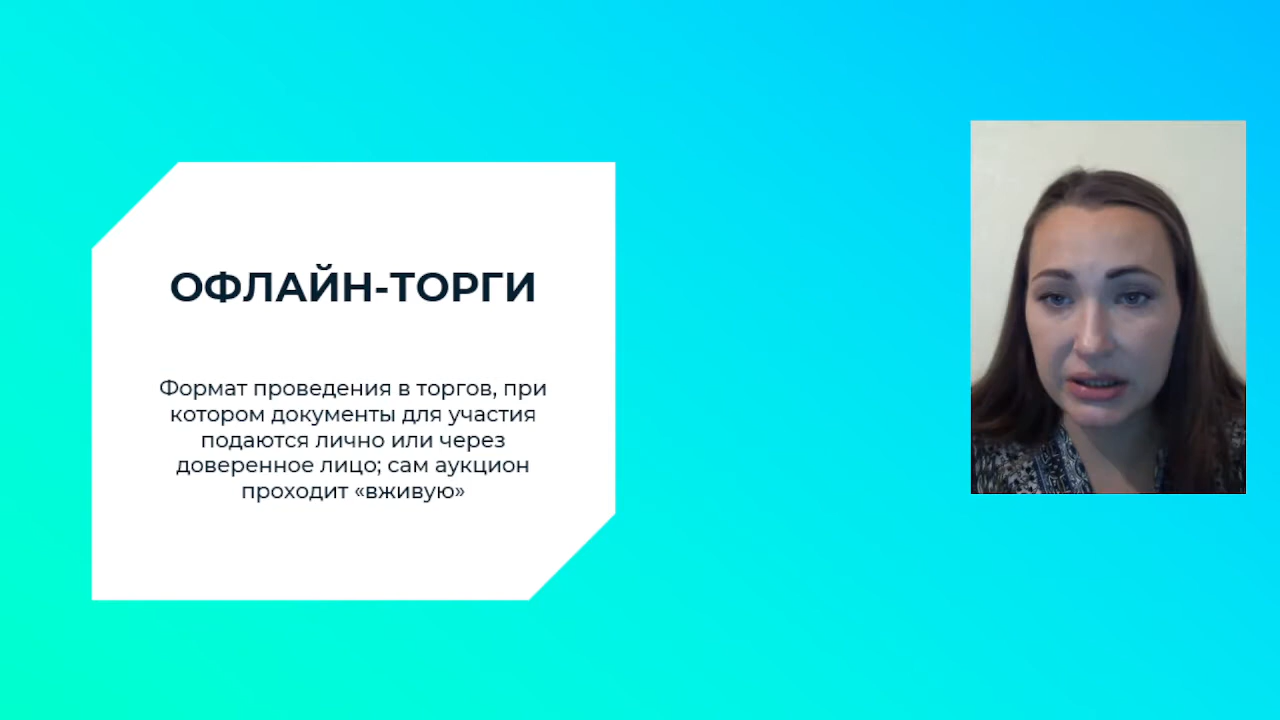 ОФЛАЙН-ТОРГИ
Формат проведения в торгов, при
котором документы для участия
подаются лично или через
доверенное лицо; сам аукцион
проходит «вживую»